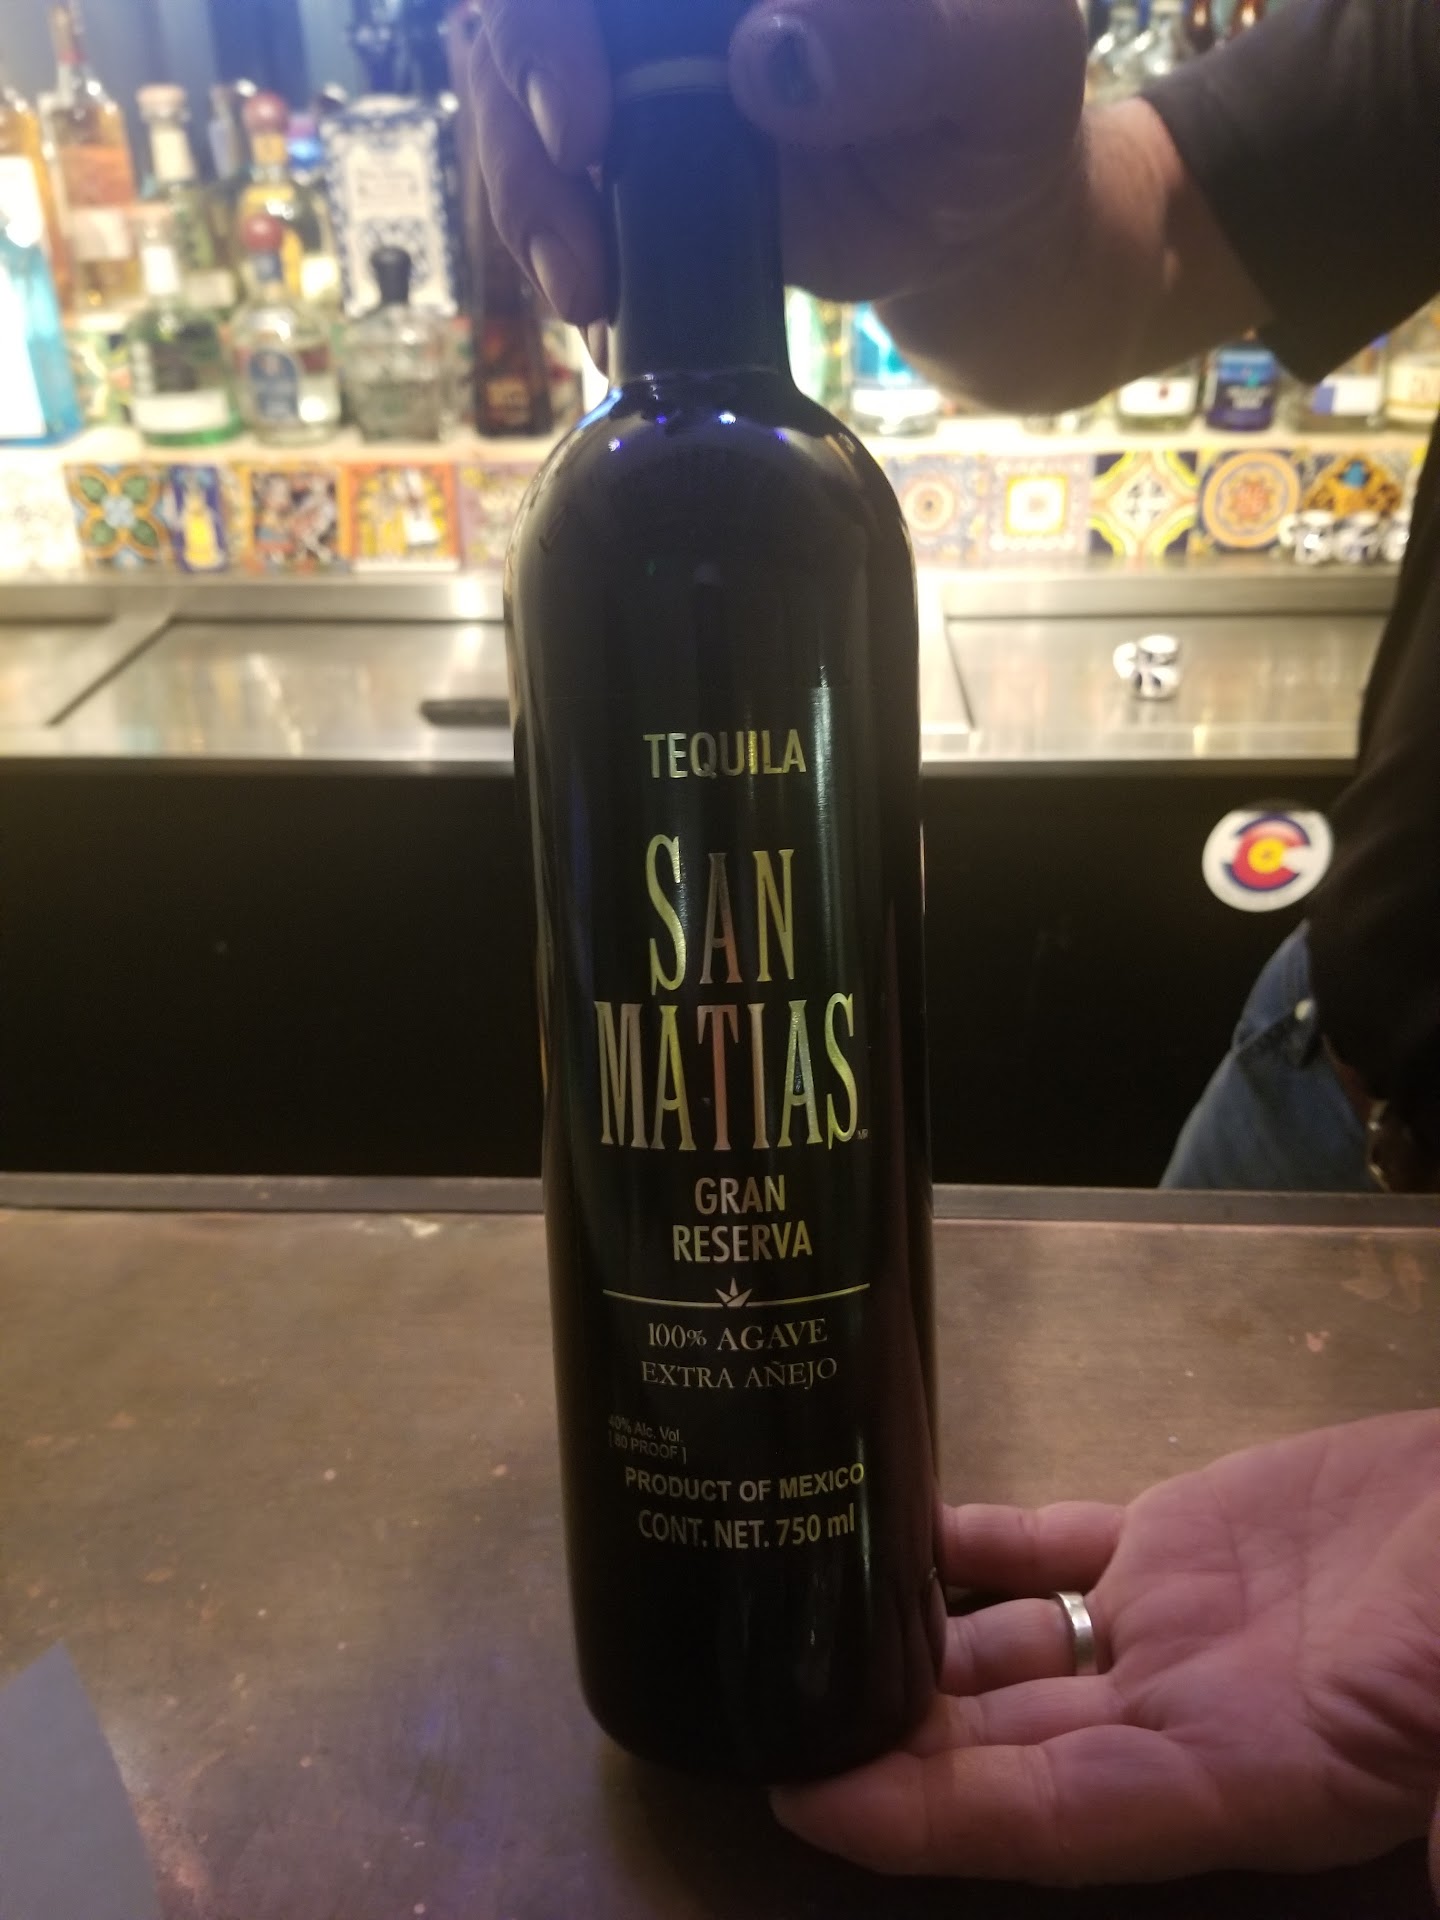 TEQUILA
SAN
MATIAS
MR
GRAN
RESERVA
100% AGAVE
EXTRA AÑEJO
40% Alc. Vol.
[ 80 PROOF ]
PRODUCT OF MEXICO
CONT. NET. 750 ml